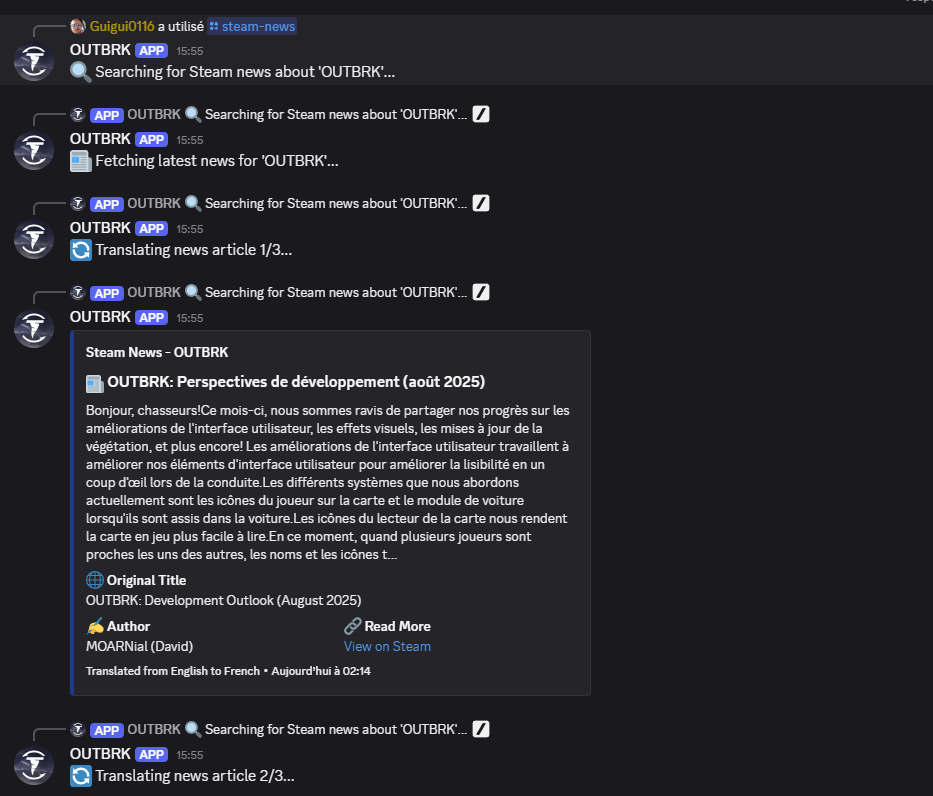 Guigui0116 a utilisé steam-news
OUTBRK APP 15:55
Searching for Steam news about 'OUTBRK'...
APP OUTBRK Searching for Steam news about 'OUTBRK'...
OUTBRK APP 15:55
Fetching latest news for 'OUTBRK'...
APP OUTBRK Searching for Steam news about 'OUTBRK'...
OUTBRK APP 15:55
Translating news article 1/3...
APP OUTBRK Searching for Steam news about 'OUTBRK'...
OUTBRK APP 15:55
Steam News - OUTBRK
OUTBRK: Perspectives de développement (août 2025)
Bonjour, chasseurs!Ce mois-ci, nous sommes ravis de partager nos progrès sur les
améliorations de l'interface utilisateur, les effets visuels, les mises à jour de la
végétation, et plus encore! Les améliorations de l'interface utilisateur travaillent à
améliorer nos éléments d'interface utilisateur pour améliorer la lisibilité en un
coup d'œil lors de la conduite.Les différents systèmes que nous abordons
actuellement sont les icônes du joueur sur la carte et le module de voiture
lorsqu'ils sont assis dans la voiture.Les icônes du lecteur de la carte nous rendent
la carte en jeu plus facile à lire.En ce moment, quand plusieurs joueurs sont
proches les uns des autres, les noms et les icônes t...
Original Title
OUTBRK: Development Outlook (August 2025)
Author
MOARNial (David)
Read More
View on Steam
Translated from English to French • Aujourd'hui à 02:14
APP OUTBRK Searching for Steam news about 'OUTBRK'...
OUTBRK APP 15:55
Translating news article 2/3...